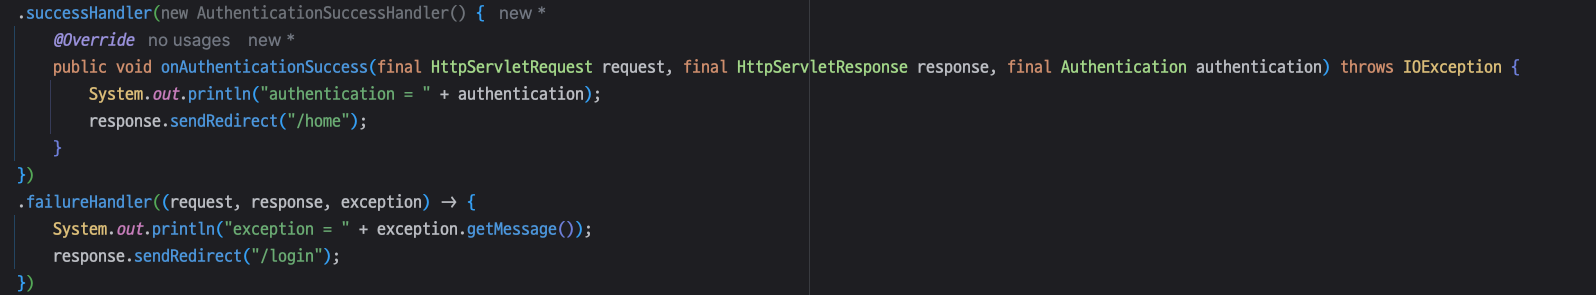 .successHandler(new AuthenticationSuccessHandler() { new *
@Override no usages new *
public void onAuthenticationSuccess(final HttpServletRequest request, final HttpServletResponse response, final Authentication authentication) throws IOException {
System.out.println("authentication = " + authentication);
response.sendRedirect("/home");
}
})
.failureHandler((request, response, exception) → {
System.out.println("exception = " + exception.getMessage());
response.sendRedirect("/login");
})